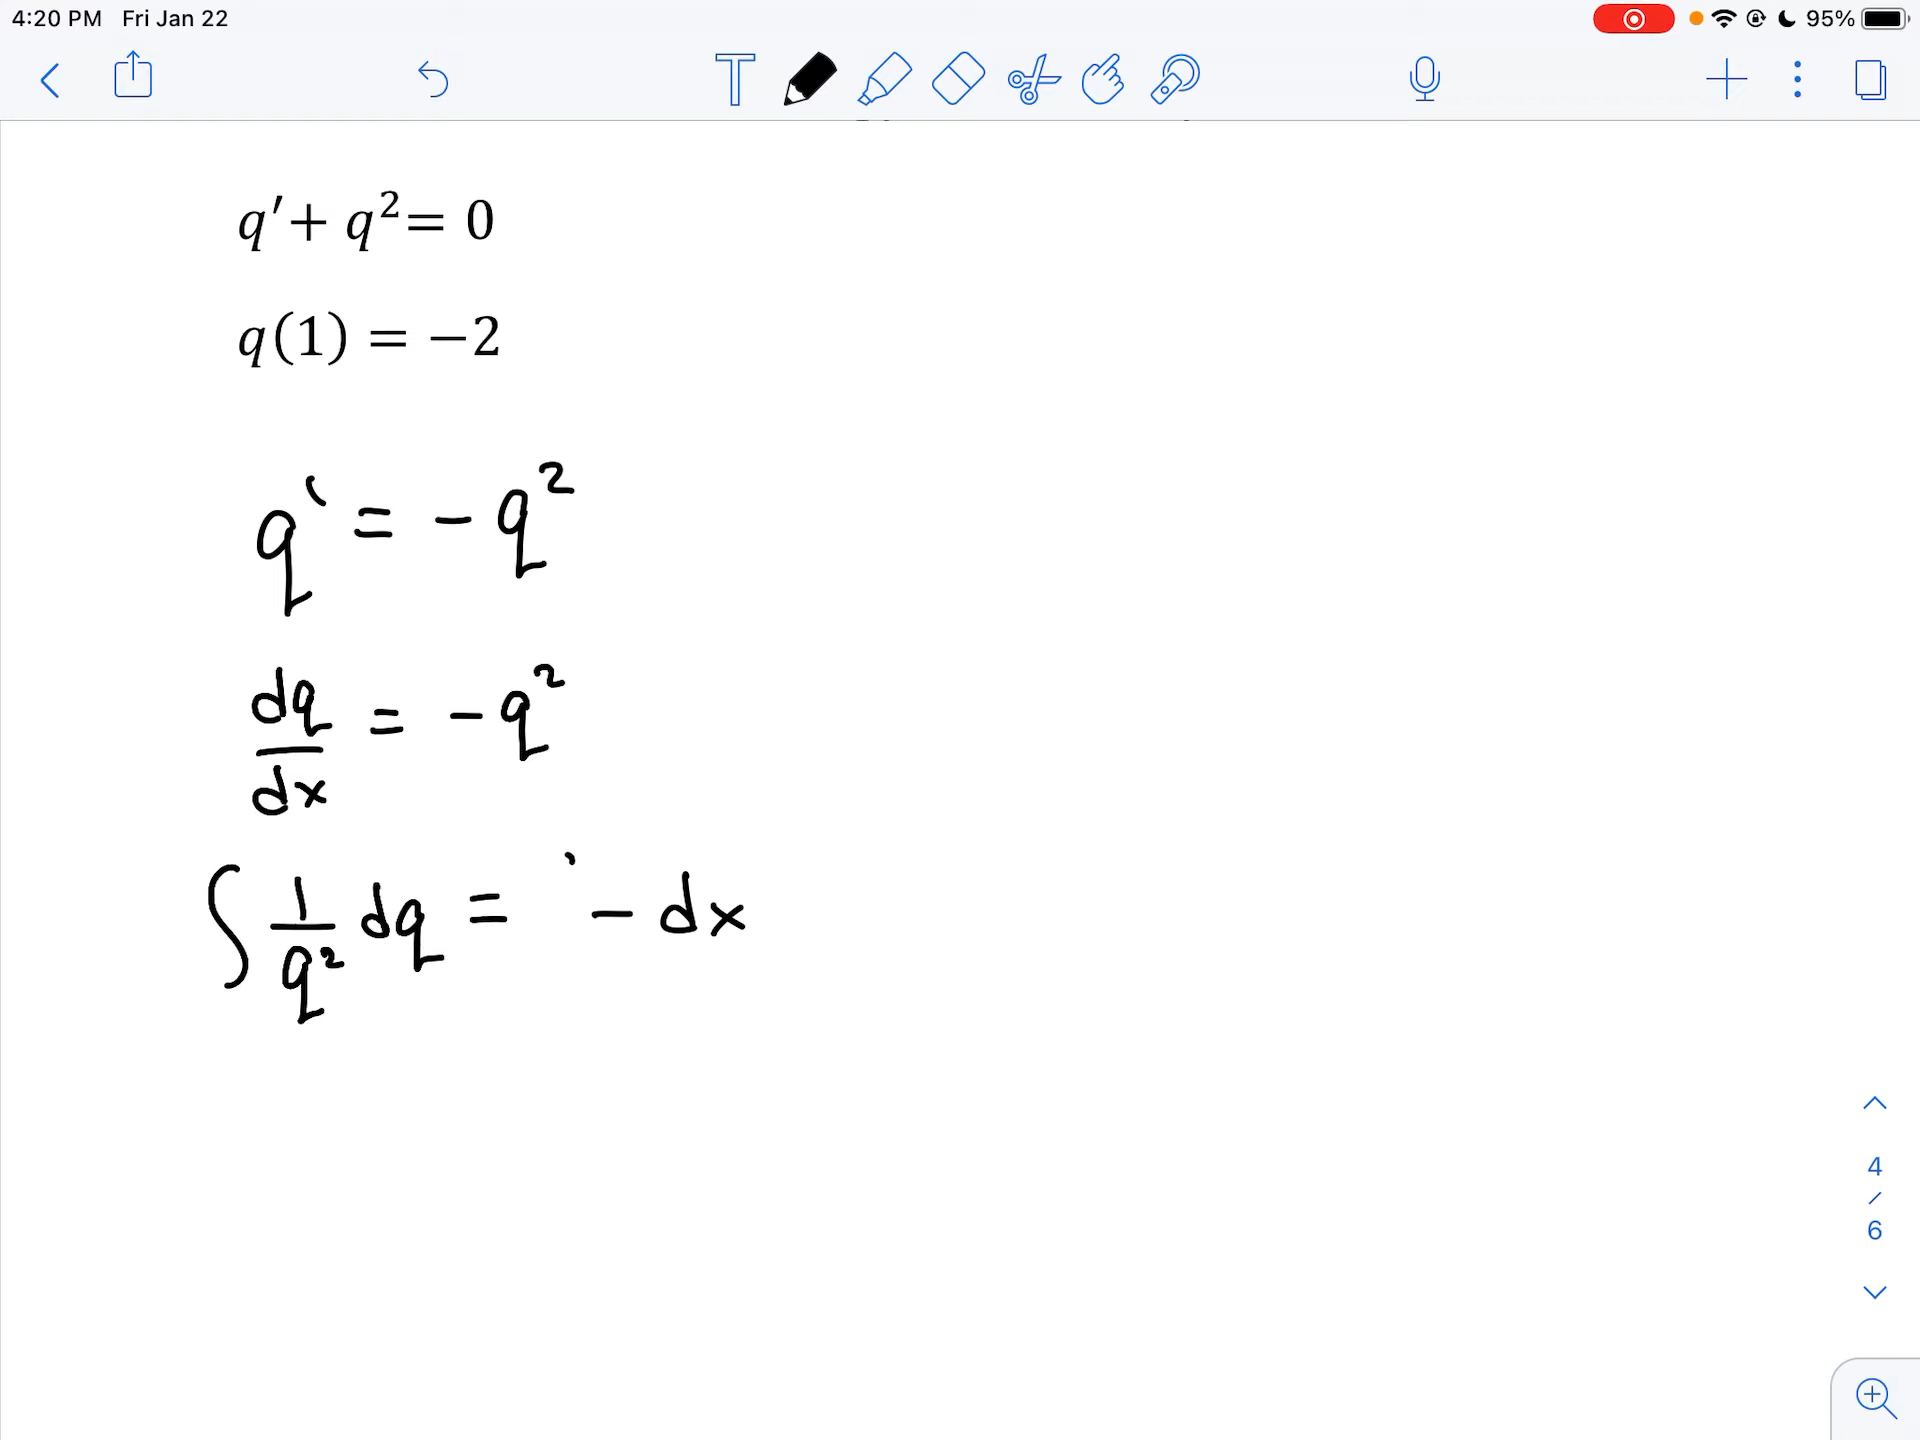 4:20 PM Fri Jan 22 95%
T
q′+ q²= 0
q(1) = −2
q' = - q²
dq/dx = - q²
∫ 1/q² dq = - dx
4
/
6